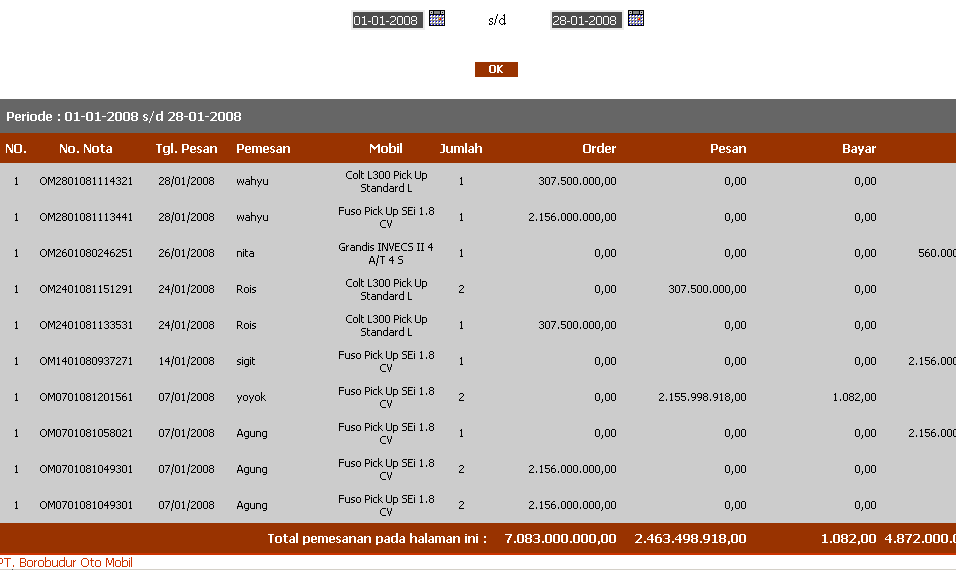 01-01-2008 s/d 28-01-2008
OK
Periode : 01-01-2008 s/d 28-01-2008
NO. No. Nota Tgl. Pesan Pemesan Mobil Jumlah Order Pesan Bayar
1 OM2801081114321 28/01/2008 wahyu Colt L300 Pick Up 1 307.500.000,00 0,00 0,00
Standard L
1 OM2801081113441 28/01/2008 wahyu Fuso Pick Up SEi 1.8 1 2.156.000.000,00 0,00 0,00
CV
1 OM2601080246251 26/01/2008 nita Grandis INVECS II 4 1 0,00 0,00 0,00 560.000
A/T 4 S
1 OM2401081151291 24/01/2008 Rois Colt L300 Pick Up 2 0,00 307.500.000,00 0,00
Standard L
1 OM2401081133531 24/01/2008 Rois Colt L300 Pick Up 1 307.500.000,00 0,00 0,00
Standard L
1 OM1401080937271 14/01/2008 sigit Fuso Pick Up SEi 1.8 1 0,00 0,00 0,00 2.156.000
CV
1 OM0701081201561 07/01/2008 yoyok Fuso Pick Up SEi 1.8 2 0,00 2.155.998.918,00 1.082,00
CV
1 OM0701081058021 07/01/2008 Agung Fuso Pick Up SEi 1.8 1 0,00 0,00 0,00 2.156.000
CV
1 OM0701081049301 07/01/2008 Agung Fuso Pick Up SEi 1.8 2 2.156.000.000,00 0,00 0,00
CV
1 OM0701081049301 07/01/2008 Agung Fuso Pick Up SEi 1.8 2 2.156.000.000,00 0,00 0,00
CV
Total pemesanan pada halaman ini : 7.083.000.000,00 2.463.498.918,00 1.082,00 4.872.000.0
PT. Borobudur Oto Mobil